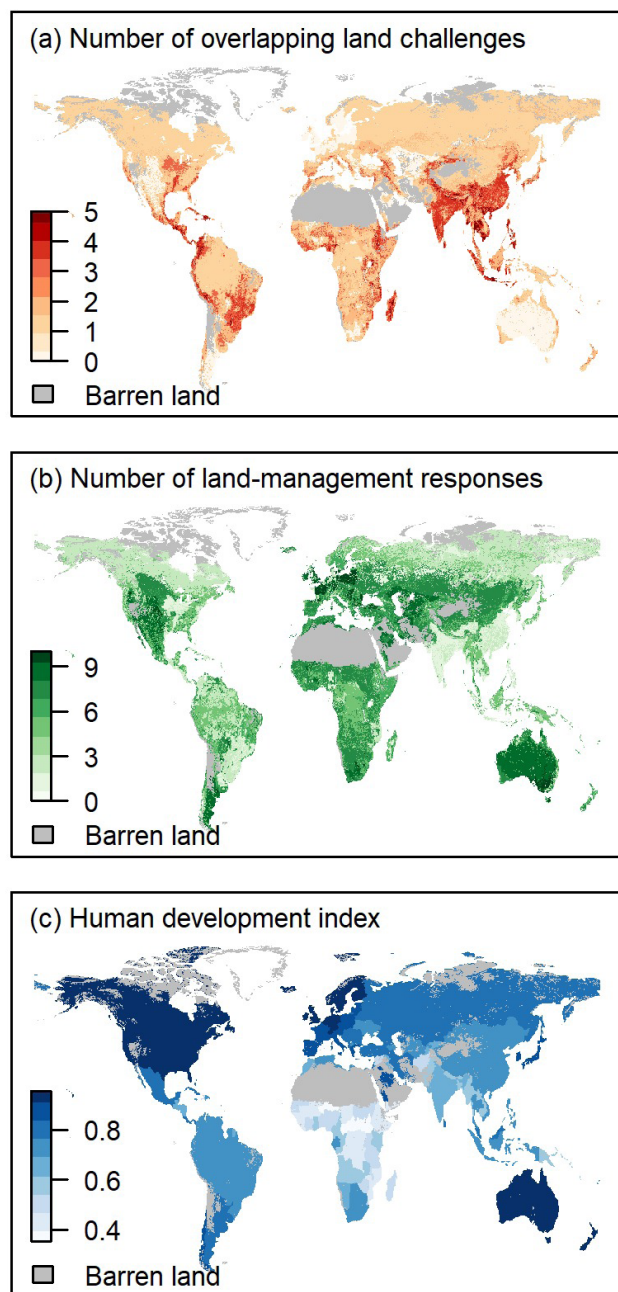 (a) Number of overlapping land challenges
5
4
3
2
1
0
Barren land
(b) Number of land-management responses
9
6
3
0
Barren land
(c) Human development index
0.8
0.6
0.4
Barren land